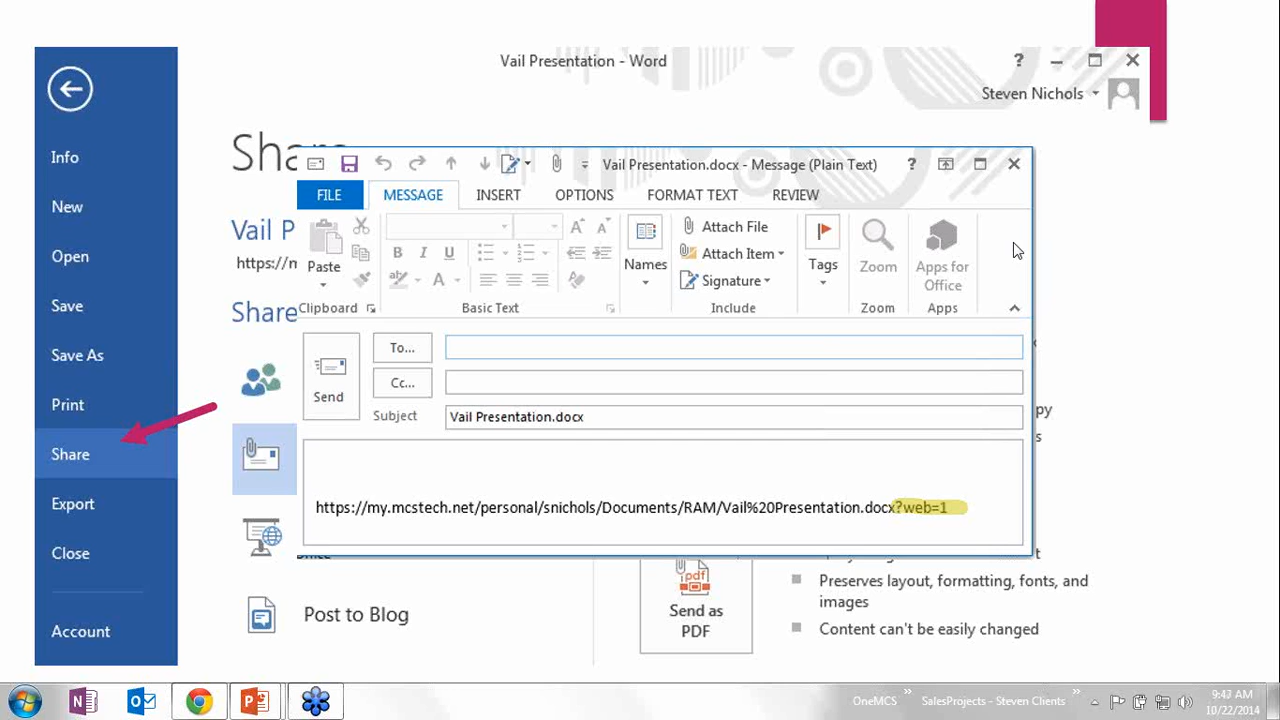 Vail Presentation - Word
?
Steven Nichols
Info
New
Open
Save
Save As
Print
Share
Export
Close
Account
Vail P
https://m
Share
Vail Presentation.docx - Message (Plain Text)
?
FILE MESSAGE INSERT OPTIONS FORMAT TEXT REVIEW
Paste
Clipboard
B I U
A
Basic Text
Names
Attach File
Attach Item
Signature
Include
Tags
Zoom
Zoom
Apps for
Office
Apps
Send
To...
Cc...
Subject Vail Presentation.docx
https://my.mcstech.net/personal/snichols/Documents/RAM/Vail%20Presentation.docx?web=1
py
s
t
Post to Blog
pdf
Send as
PDF
Preserves layout, formatting, fonts, and
images
Content can't be easily changed
OneMCS » SalesProjects - Steven Clients »
9:43 AM
10/22/2014